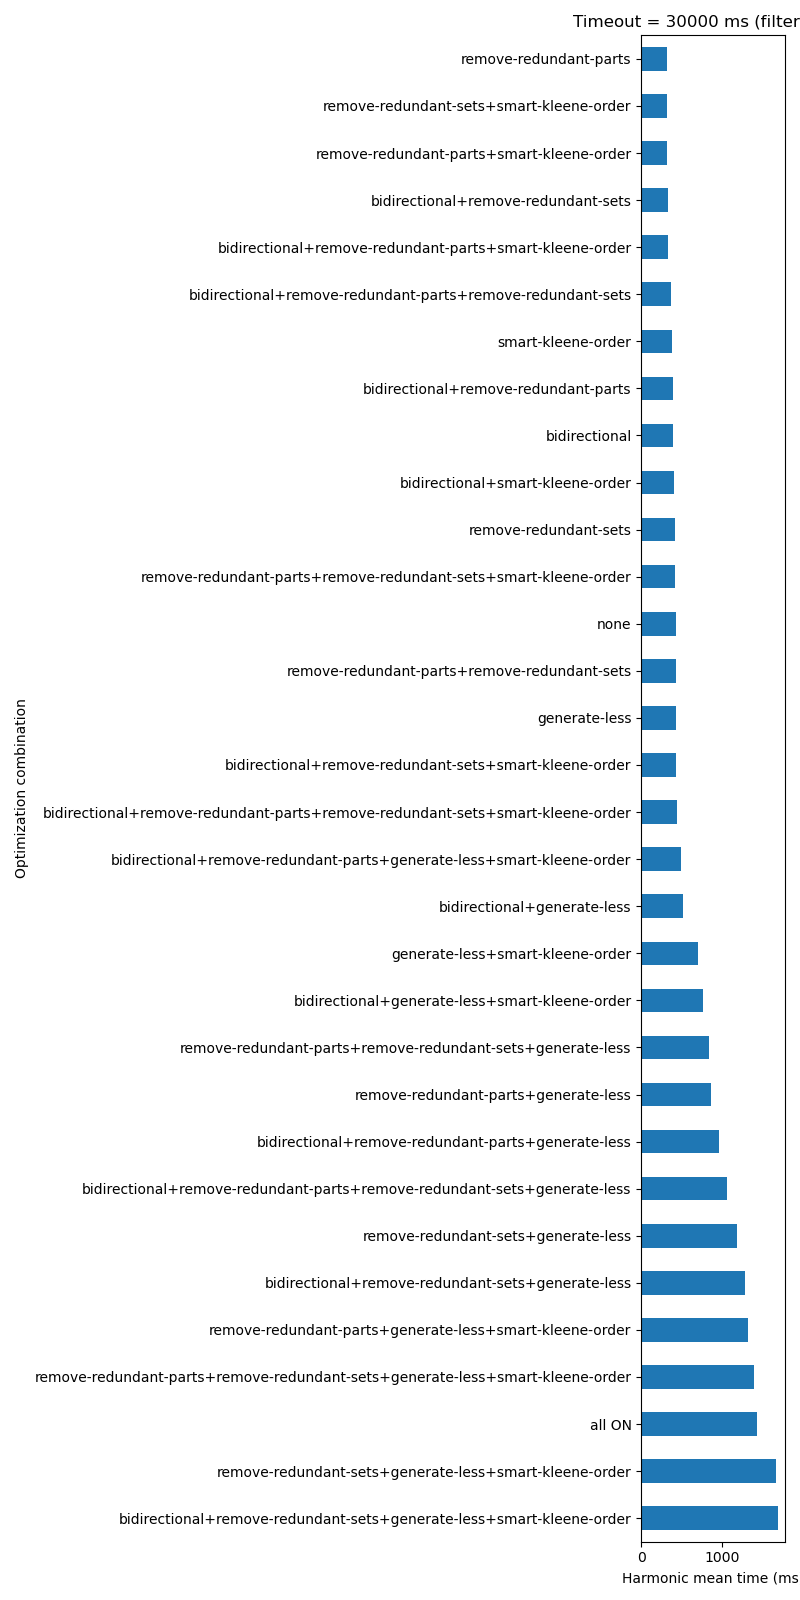 Timeout = 30000 ms (filter
remove-redundant-parts
remove-redundant-sets+smart-kleene-order
remove-redundant-parts+smart-kleene-order
bidirectional+remove-redundant-sets
bidirectional+remove-redundant-parts+smart-kleene-order
bidirectional+remove-redundant-parts+remove-redundant-sets
smart-kleene-order
bidirectional+remove-redundant-parts
bidirectional
bidirectional+smart-kleene-order
remove-redundant-sets
remove-redundant-parts+remove-redundant-sets+smart-kleene-order
none
remove-redundant-parts+remove-redundant-sets
generate-less
bidirectional+remove-redundant-sets+smart-kleene-order
bidirectional+remove-redundant-parts+remove-redundant-sets+smart-kleene-order
bidirectional+remove-redundant-parts+generate-less+smart-kleene-order
bidirectional+generate-less
generate-less+smart-kleene-order
bidirectional+generate-less+smart-kleene-order
remove-redundant-parts+remove-redundant-sets+generate-less
remove-redundant-parts+generate-less
bidirectional+remove-redundant-parts+generate-less
bidirectional+remove-redundant-parts+remove-redundant-sets+generate-less
remove-redundant-sets+generate-less
bidirectional+remove-redundant-sets+generate-less
remove-redundant-parts+generate-less+smart-kleene-order
remove-redundant-parts+remove-redundant-sets+generate-less+smart-kleene-order
all ON
remove-redundant-sets+generate-less+smart-kleene-order
bidirectional+remove-redundant-sets+generate-less+smart-kleene-order
Optimization combination
0 1000
Harmonic mean time (ms